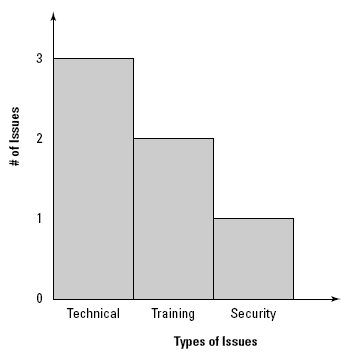 # of Issues
3
2
1
0
Technical Training Security
Types of Issues